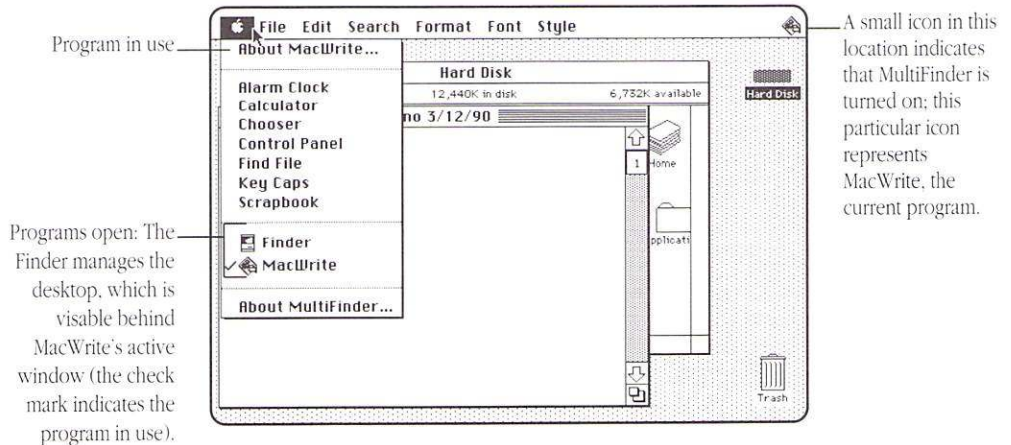 Program in use
File Edit Search Format Font Style
About MacWrite...
Alarm Clock
Calculator
Chooser
Control Panel
Find File
Key Caps
Scrapbook
Finder
MacWrite
About MultiFinder...
Hard Disk
12,440K in disk 6,732K available
no 3/12/90
1
Home
pplicati
Hard Disk
Trash
A small icon in this
location indicates
that MultiFinder is
turned on; this
particular icon
represents
MacWrite, the
current program.
Programs open: The
Finder manages the
desktop, which is
visable behind
MacWrite's active
window (the check
mark indicates the
program in use).